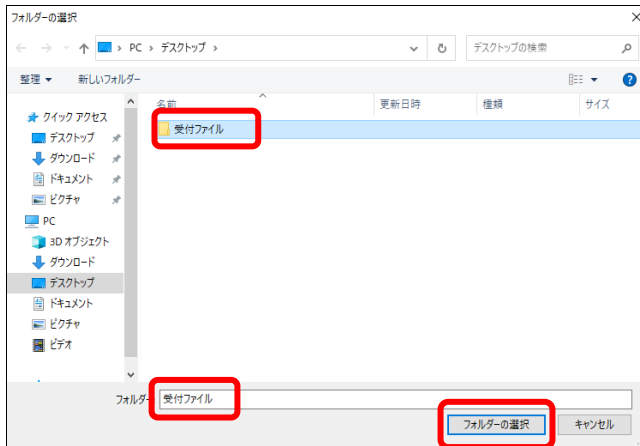 フォルダーの選択
PC › デスクトップ ›
デスクトップの検索
整理 新しいフォルダー
名前 更新日時 種類 サイズ
クイック アクセス
デスクトップ
ダウンロード
ドキュメント
ピクチャ
PC
3D オブジェクト
ダウンロード
デスクトップ
ドキュメント
ピクチャ
ビデオ
受付ファイル
フォルダー
受付ファイル
フォルダーの選択 キャンセル